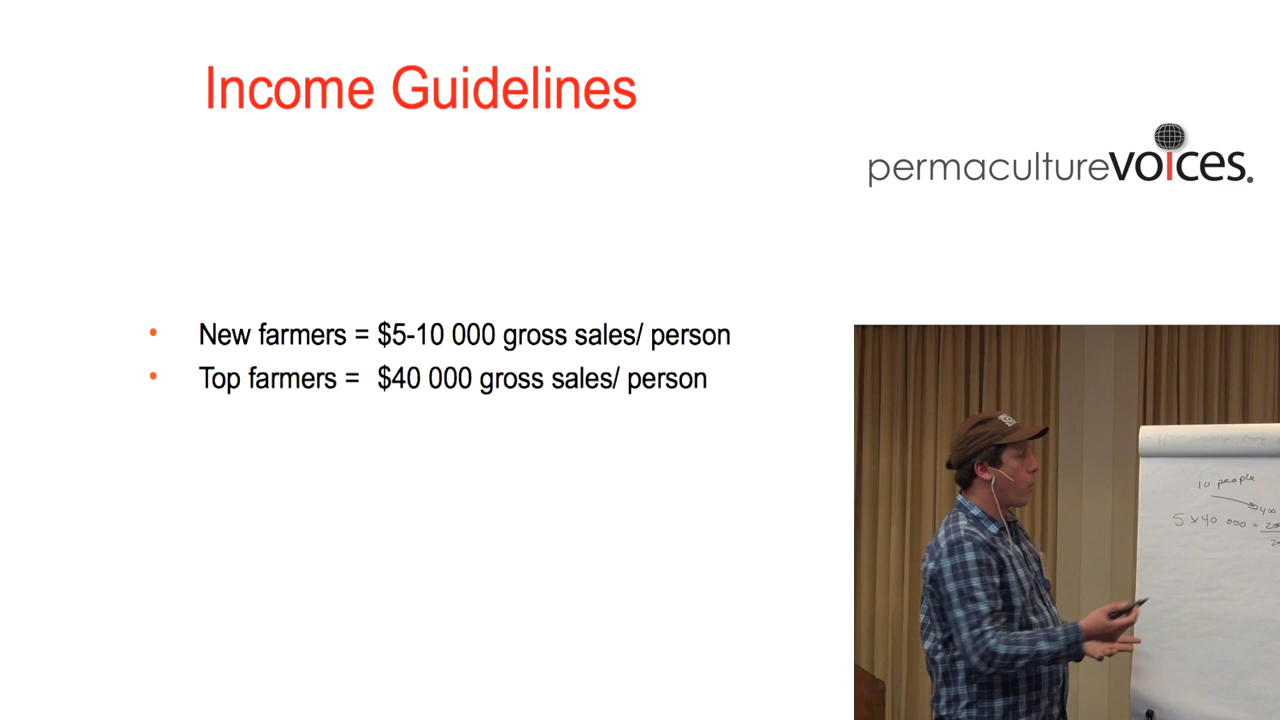 Income Guidelines
permaculturevoices.
• New farmers = $5-10 000 gross sales/ person
• Top farmers = $40 000 gross sales/ person
10 people
400
5 x 40 000 =